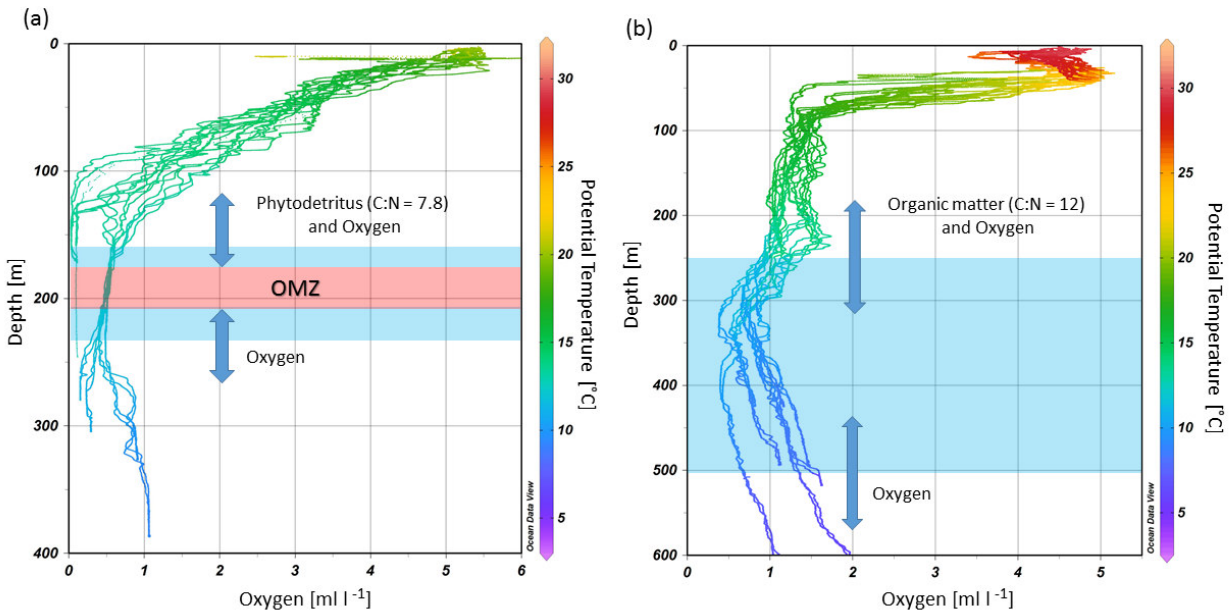 (a)
0
100
200
300
400
Depth [m]
Phytodetritus (C:N = 7.8)
and Oxygen
OMZ
Oxygen
0 1 2 3 4 5 6
Oxygen [ml l -1]
Ocean Data View
30
25
20
15
10
5
Potential Temperature [°C]
(b)
0
100
200
300
400
500
600
Depth [m]
Organic matter (C:N = 12)
and Oxygen
Oxygen
0 1 2 3 4 5
Oxygen [ml l -1]
Ocean Data View
30
25
20
15
10
5
Potential Temperature [°C]